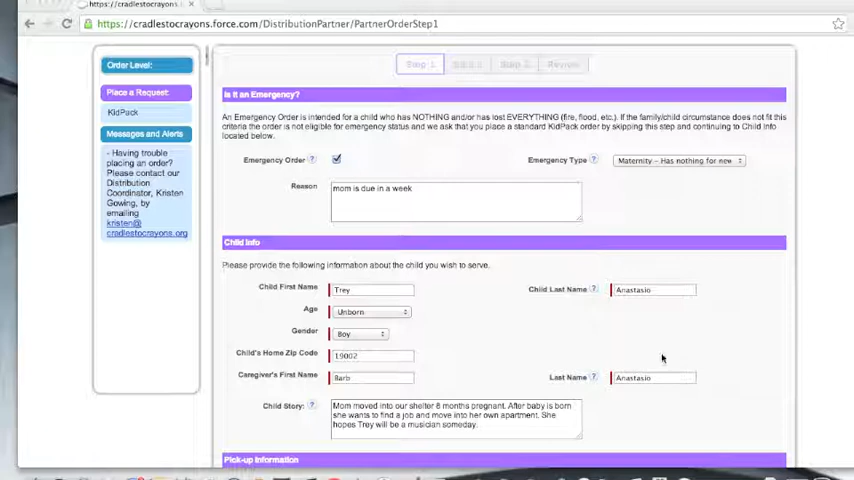 https://cradlestocrayons.force.com/DistributionPartner/PartnerOrderStep1
Order Level:
Place a Request:
KidPack
Messages and Alerts
- Having trouble
placing an order?
Please contact our
Distribution
Coordinator, Kristen
Gowing, by
emailing
kristen@
cradlestocrayons.org
Step Review
Is it an Emergency?
An Emergency Order is intended for a child who has NOTHING and/or has lost EVERYTHING (fire, flood, etc.). If the family/child circumstance does not fit this
criteria the order is not eligible for emergency status and we ask that you place a standard KidPack order by skipping this step and continuing to Child Info
located below.
Emergency Order ? Emergency Type ? Maternity - Has nothing for new
Reason mom is due in a week
Child Info
Please provide the following information about the child you wish to serve.
Child First Name Trey Child Last Name ? Anastasio
Age Unborn
Gender Boy
Child's Home Zip Code 19002
Caregiver's First Name Barb Last Name ? Anastasio
Child Story: ? Mom moved into our shelter 8 months pregnant. After baby is born
she wants to find a job and move into her own apartment. She
hopes Trey will be a musician someday.
Pick-up Information